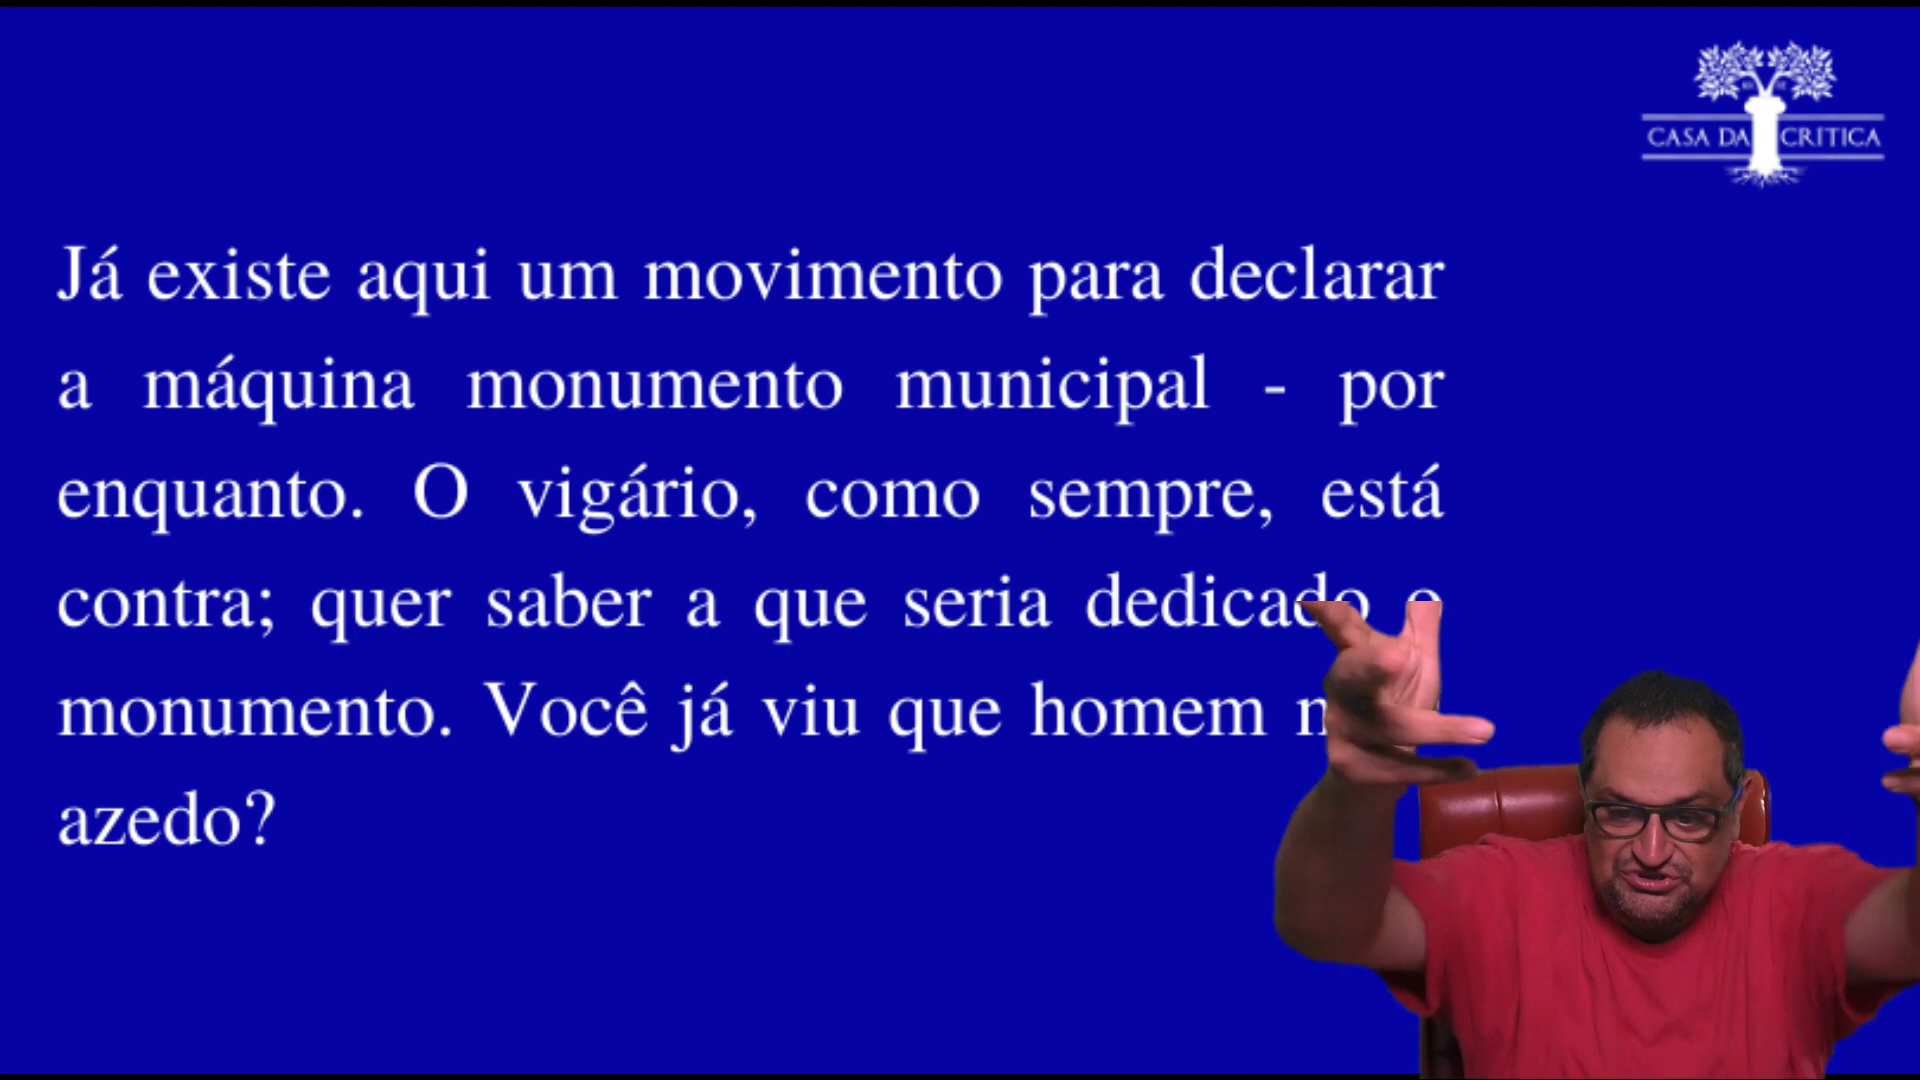 CASA DA CRÍTICA
Já existe aqui um movimento para declarar
a máquina monumento municipal - por
enquanto. O vigário, como sempre, está
contra; quer saber a que seria dedicado o
monumento. Você já viu que homem
azedo?